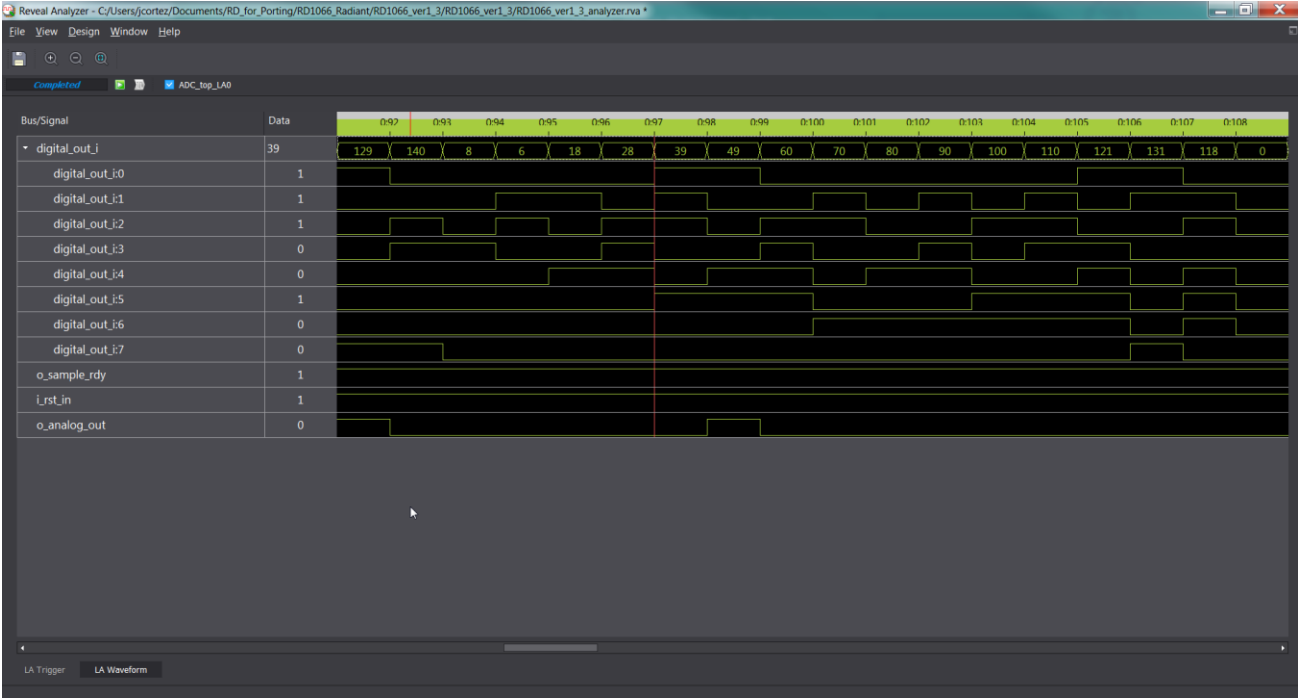 Reveal Analyzer - C:/Users/jcortez/Documents/RD_for_Porting/RD1066_Radiant/RD1066_ver1_3/RD1066_ver1_3/RD1066_ver1_3_analyzer.rva *
File View Design Window Help
Completed ADC_top_LA0
Bus/Signal Data 0:92 0:93 0:94 0:95 0:96 0:97 0:98 0:99 0:100 0:101 0:102 0:103 0:104 0:105 0:106 0:107 0:108
digital_out_i 39 129 140 8 6 18 28 39 49 60 70 80 90 100 110 121 131 118 0
digital_out_i:0 1
digital_out_i:1 1
digital_out_i:2 1
digital_out_i:3 0
digital_out_i:4 0
digital_out_i:5 1
digital_out_i:6 0
digital_out_i:7 0
o_sample_rdy 1
i_rst_in 1
o_analog_out 0
LA Trigger LA Waveform